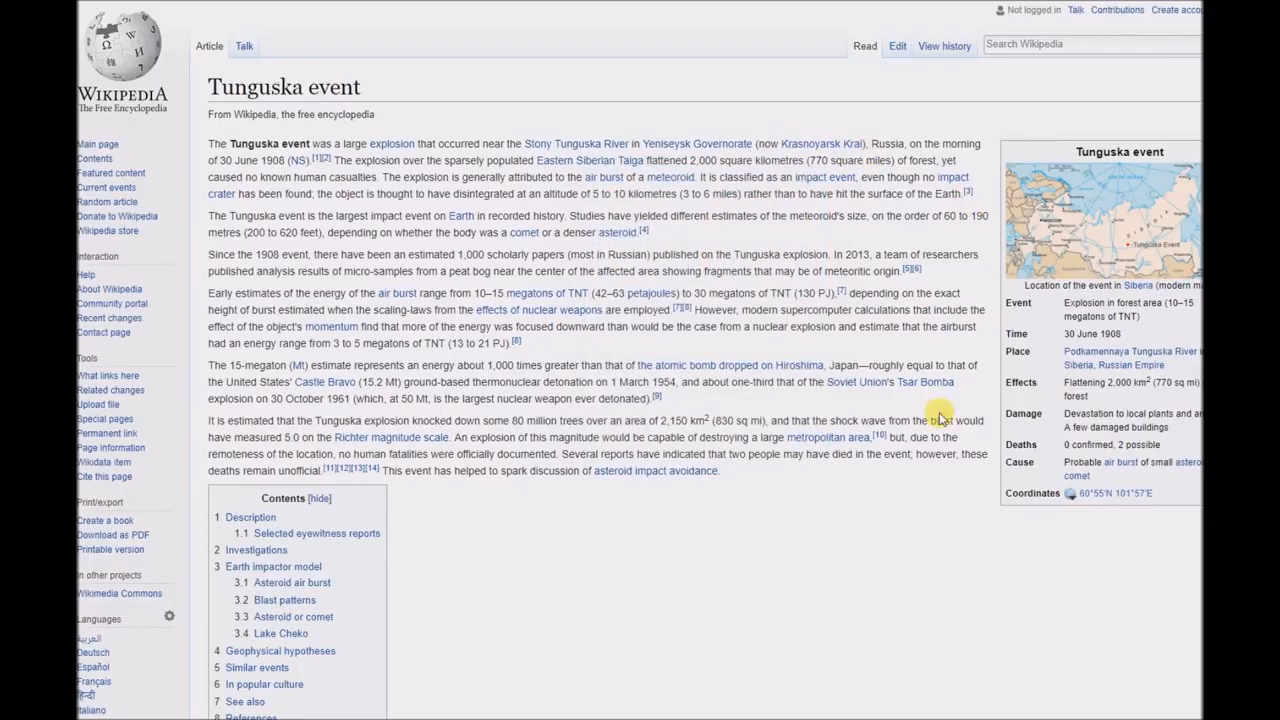 Not logged in Talk Contributions Create accou
WIKIPEDIA
The Free Encyclopedia
Article Talk Read Edit View history Search Wikipedia
Tunguska event
From Wikipedia, the free encyclopedia
Main page
Contents
Featured content
Current events
Random article
Donate to Wikipedia
Wikipedia store
Interaction
Help
About Wikipedia
Community portal
Recent changes
Contact page
Tools
What links here
Related changes
Upload file
Special pages
Permanent link
Page information
Wikidata item
Cite this page
Print/export
Create a book
Download as PDF
Printable version
In other projects
Wikimedia Commons
Languages
العربية
Deutsch
Español
Français
हिन्दी
Italiano
The Tunguska event was a large explosion that occurred near the Stony Tunguska River in Yeniseysk Governorate (now Krasnoyarsk Krai), Russia, on the morning
of 30 June 1908 (NS).[1][2] The explosion over the sparsely populated Eastern Siberian Taiga flattened 2,000 square kilometres (770 square miles) of forest, yet
caused no known human casualties. The explosion is generally attributed to the air burst of a meteoroid. It is classified as an impact event, even though no impact
crater has been found; the object is thought to have disintegrated at an altitude of 5 to 10 kilometres (3 to 6 miles) rather than to have hit the surface of the Earth.[3]
The Tunguska event is the largest impact event on Earth in recorded history. Studies have yielded different estimates of the meteoroid's size, on the order of 60 to 190
metres (200 to 620 feet), depending on whether the body was a comet or a denser asteroid.[4]
Since the 1908 event, there have been an estimated 1,000 scholarly papers (most in Russian) published on the Tunguska explosion. In 2013, a team of researchers
published analysis results of micro-samples from a peat bog near the center of the affected area showing fragments that may be of meteoritic origin.[5][6]
Early estimates of the energy of the air burst range from 10–15 megatons of TNT (42–63 petajoules) to 30 megatons of TNT (130 PJ),[7] depending on the exact
height of burst estimated when the scaling-laws from the effects of nuclear weapons are employed.[7][8] However, modern supercomputer calculations that include the
effect of the object's momentum find that more of the energy was focused downward than would be the case from a nuclear explosion and estimate that the airburst
had an energy range from 3 to 5 megatons of TNT (13 to 21 PJ).[8]
The 15-megaton (Mt) estimate represents an energy about 1,000 times greater than that of the atomic bomb dropped on Hiroshima, Japan—roughly equal to that of
the United States' Castle Bravo (15.2 Mt) ground-based thermonuclear detonation on 1 March 1954, and about one-third that of the Soviet Union's Tsar Bomba
explosion on 30 October 1961 (which, at 50 Mt, is the largest nuclear weapon ever detonated).[9]
It is estimated that the Tunguska explosion knocked down some 80 million trees over an area of 2,150 km2 (830 sq mi), and that the shock wave from the blast would
have measured 5.0 on the Richter magnitude scale. An explosion of this magnitude would be capable of destroying a large metropolitan area,[10] but, due to the
remoteness of the location, no human fatalities were officially documented. Several reports have indicated that two people may have died in the event; however, these
deaths remain unofficial.[11][12][13][14] This event has helped to spark discussion of asteroid impact avoidance.
Contents [hide]
1 Description
1.1 Selected eyewitness reports
2 Investigations
3 Earth impactor model
3.1 Asteroid air burst
3.2 Blast patterns
3.3 Asteroid or comet
3.4 Lake Cheko
4 Geophysical hypotheses
5 Similar events
6 In popular culture
7 See also
8 References
Tunguska event
Tunguska Event
Location of the event in Siberia (modern m
Event Explosion in forest area (10–15
megatons of TNT)
Time 30 June 1908
Place Podkamennaya Tunguska River i
Siberia, Russian Empire
Effects Flattening 2,000 km2 (770 sq mi)
forest
Damage Devastation to local plants and an
A few damaged buildings
Deaths 0 confirmed, 2 possible
Cause Probable air burst of small astero
comet
Coordinates 60°55′N 101°57′E